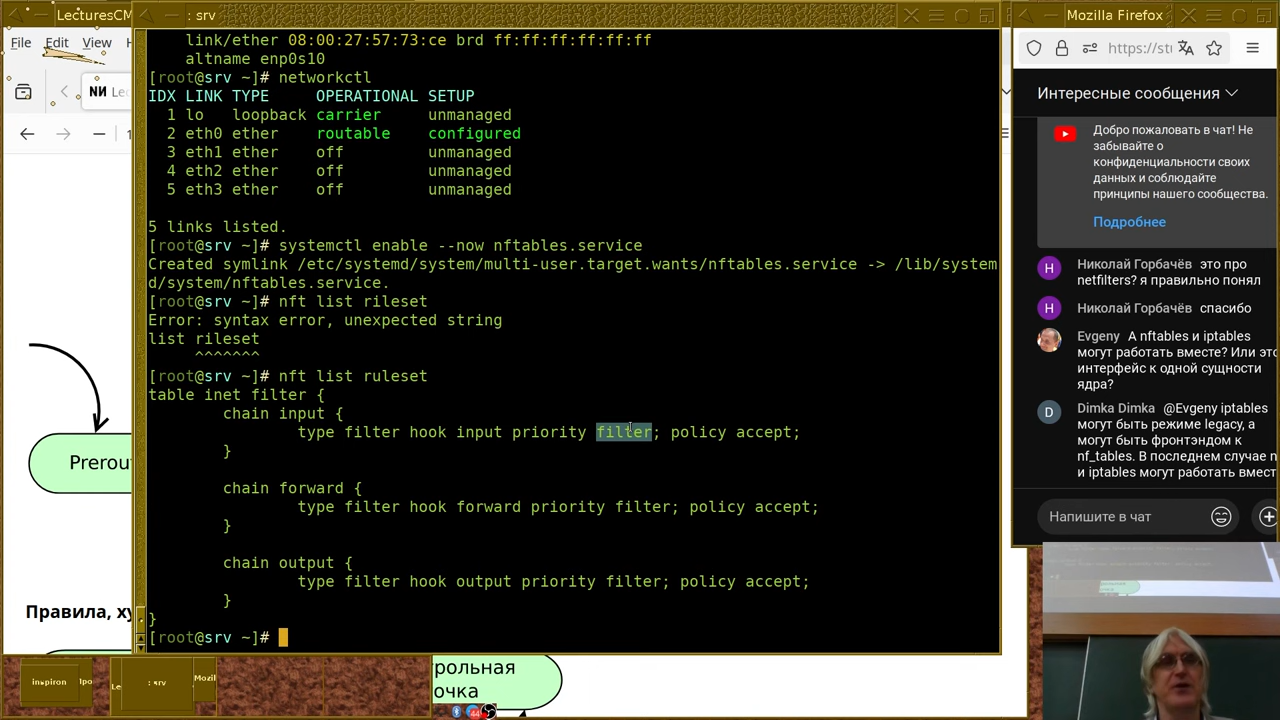 LecturesCM
: srv
Mozilla Firefox
File Edit View
Le
https://stu
link/ether 08:00:27:57:73:ce brd ff:ff:ff:ff:ff:ff
altname enp0s10
[root@srv ~]# networkctl
IDX LINK TYPE OPERATIONAL SETUP
1 lo loopback carrier unmanaged
2 eth0 ether routable configured
3 eth1 ether off unmanaged
4 eth2 ether off unmanaged
5 eth3 ether off unmanaged
5 links listed.
[root@srv ~]# systemctl enable --now nftables.service
Created symlink /etc/systemd/system/multi-user.target.wants/nftables.service -> /lib/system
d/system/nftables.service.
[root@srv ~]# nft list rileset
Error: syntax error, unexpected string
list rileset
^^^^^^^
[root@srv ~]# nft list ruleset
table inet filter {
chain input {
type filter hook input priority filter; policy accept;
}
chain forward {
type filter hook forward priority filter; policy accept;
}
chain output {
type filter hook output priority filter; policy accept;
}
}
[root@srv ~]#
Prerou
Правила, ху
рольная
очка
inspiron
Le
: srv
Mozil
44
Интересные сообщения
Добро пожаловать в чат! Не
забывайте о
конфиденциальности своих
данных и соблюдайте
принципы нашего сообщества.
Подробнее
Н Николай Горбачёв это про
netfilters? я правильно понял
Н Николай Горбачёв спасибо
Evgeny A nftables и iptables
могут работать вместе? Или это
интерфейс к одной сущности
ядра?
D Dimka Dimka @Evgeny iptables
могут быть режиме legacy, а
могут быть фронтэндом к
nf_tables. В последнем случае n
и iptables могут работать вмест
Напишите в чат